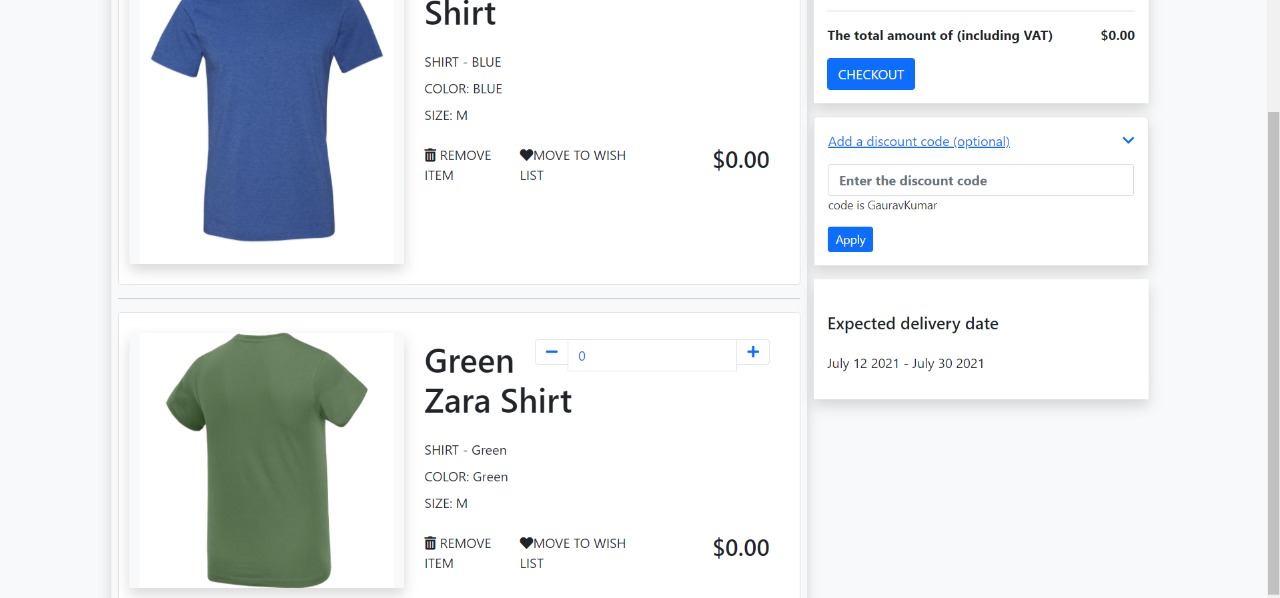 Shirt
SHIRT - BLUE
COLOR: BLUE
SIZE: M
REMOVE
ITEM
MOVE TO WISH
LIST
$0.00
Green
Zara Shirt
0
SHIRT - Green
COLOR: Green
SIZE: M
REMOVE
ITEM
MOVE TO WISH
LIST
$0.00
The total amount of (including VAT) $0.00
CHECKOUT
Add a discount code (optional)
Enter the discount code
code is GauravKumar
Apply
Expected delivery date
July 12 2021 - July 30 2021